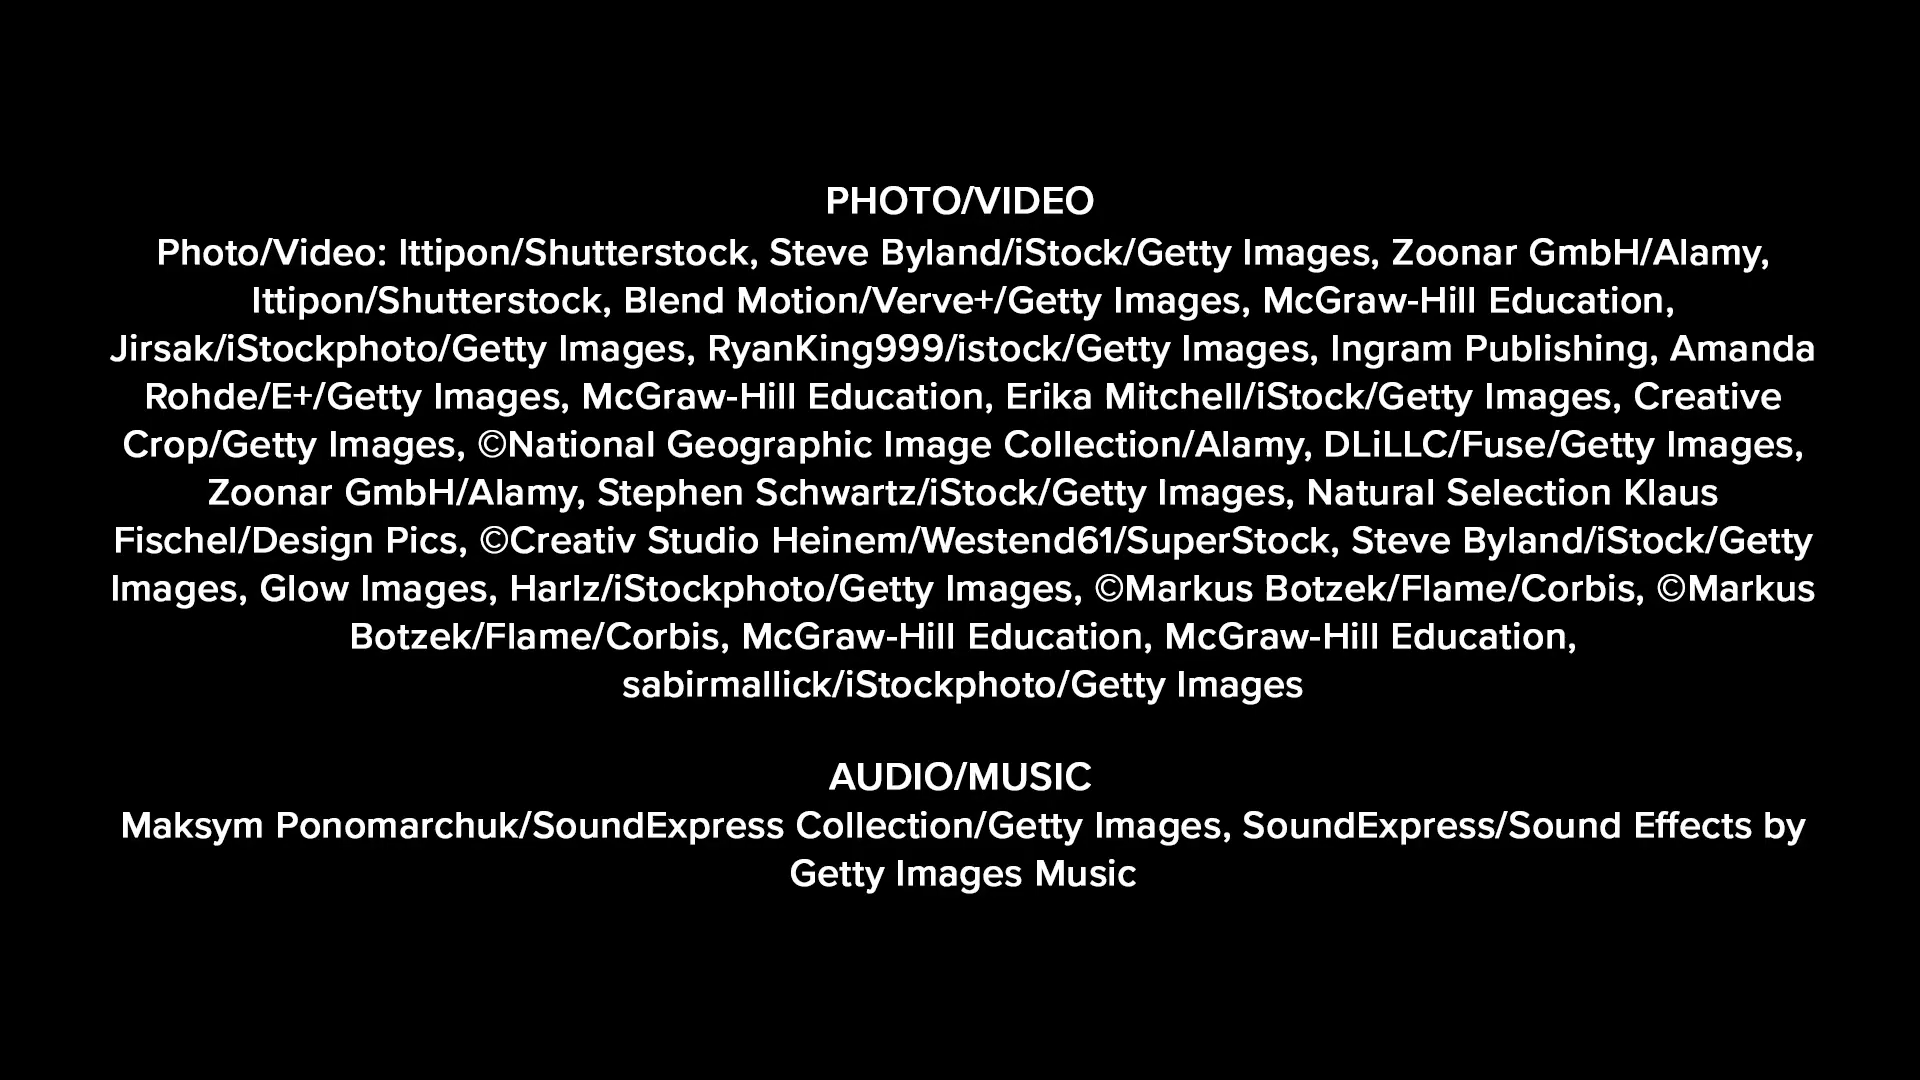 PHOTO/VIDEO
Photo/Video: Ittipon/Shutterstock, Steve Byland/iStock/Getty Images, Zoonar GmbH/Alamy,
Ittipon/Shutterstock, Blend Motion/Verve+/Getty Images, McGraw-Hill Education,
Jirsak/iStockphoto/Getty Images, RyanKing999/istock/Getty Images, Ingram Publishing, Amanda
Rohde/E+/Getty Images, McGraw-Hill Education, Erika Mitchell/iStock/Getty Images, Creative
Crop/Getty Images, ©National Geographic Image Collection/Alamy, DLiLLC/Fuse/Getty Images,
Zoonar GmbH/Alamy, Stephen Schwartz/iStock/Getty Images, Natural Selection Klaus
Fischel/Design Pics, ©Creativ Studio Heinem/Westend61/SuperStock, Steve Byland/iStock/Getty
Images, Glow Images, Harlz/iStockphoto/Getty Images, ©Markus Botzek/Flame/Corbis, ©Markus
Botzek/Flame/Corbis, McGraw-Hill Education, McGraw-Hill Education,
sabirmallick/iStockphoto/Getty Images
AUDIO/MUSIC
Maksym Ponomarchuk/SoundExpress Collection/Getty Images, SoundExpress/Sound Effects by
Getty Images Music